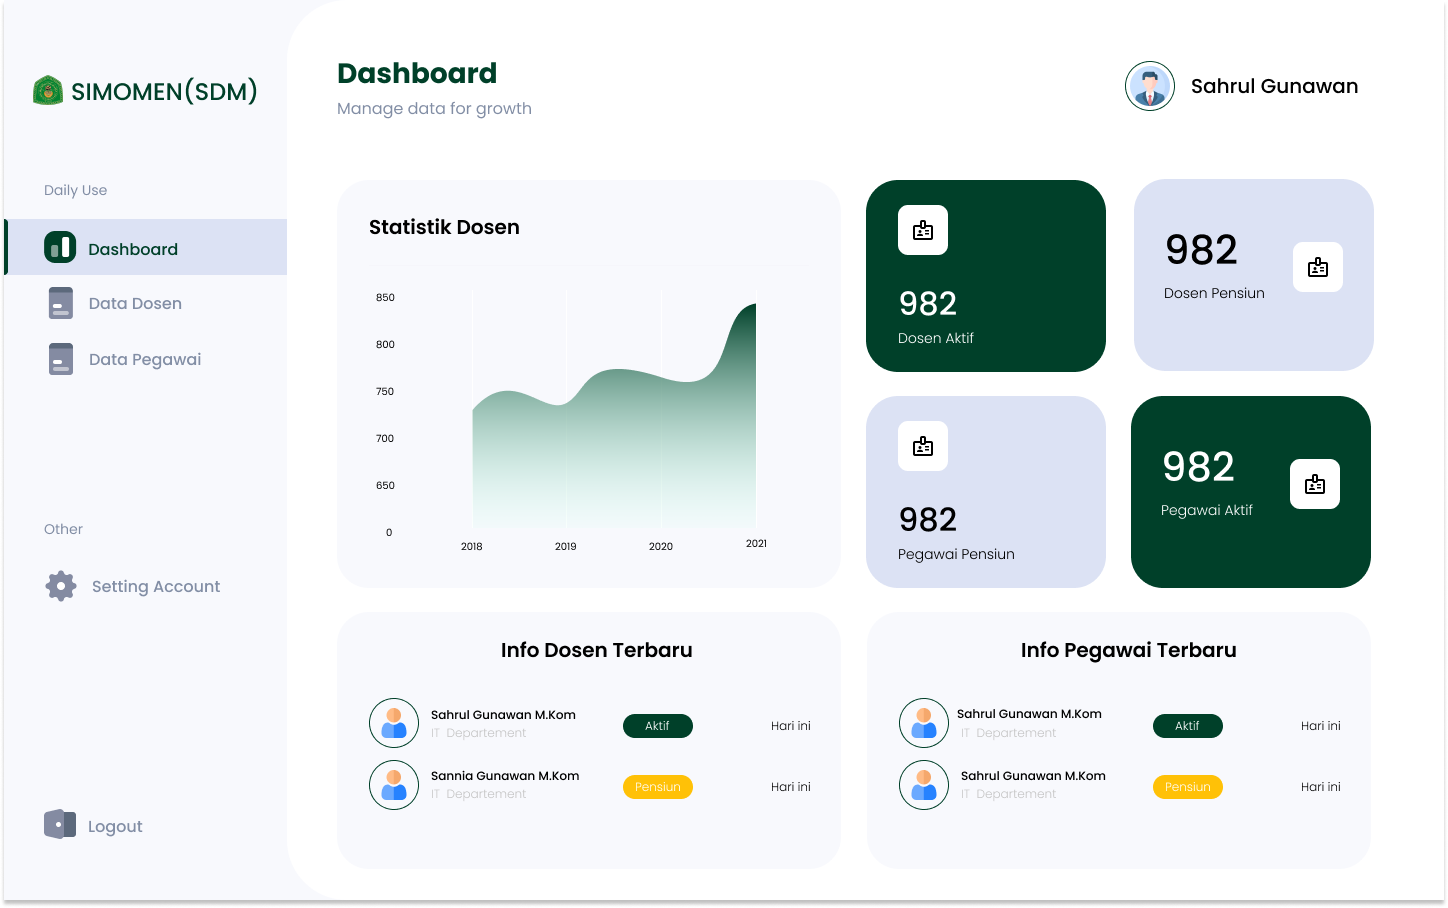 SIMOMEN(SDM)
Daily Use
Dashboard
Data Dosen
Data Pegawai
Other
Setting Account
Logout
Dashboard
Manage data for growth
Sahrul Gunawan
Statistik Dosen
850
800
750
700
650
0
2018
2019
2020
2021
982
Dosen Aktif
982
Dosen Pensiun
982
Pegawai Pensiun
982
Pegawai Aktif
Info Dosen Terbaru
Sahrul Gunawan M.Kom
IT Departement
Aktif
Hari ini
Sannia Gunawan M.Kom
IT Departement
Pensiun
Hari ini
Info Pegawai Terbaru
Sahrul Gunawan M.Kom
IT Departement
Aktif
Hari ini
Sahrul Gunawan M.Kom
IT Departement
Pensiun
Hari ini